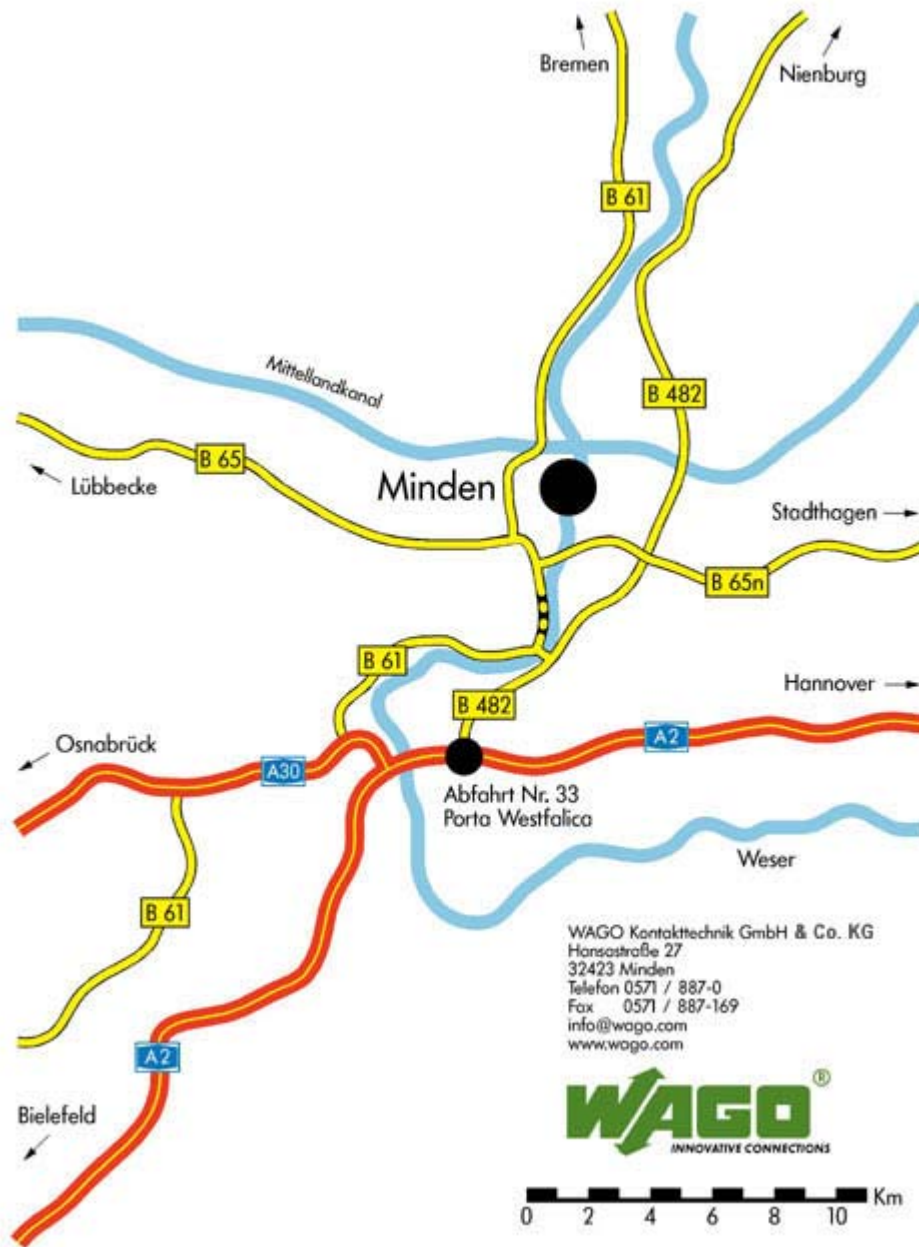 Bremen
Nienburg
B 61
Mittellandkanal
B 482
B 65
Lübbecke
Minden
Stadthagen
B 65n
B 61
Hannover
B 482
Osnabrück
A2
A30
Abfahrt Nr. 33
Porta Westfalica
Weser
B 61
WAGO Kontakttechnik GmbH & Co. KG
Hansastraße 27
32423 Minden
Telefon 0571 / 887-0
Fax 0571 / 887-169
info@wago.com
www.wago.com
A2
Bielefeld
WAGO®
INNOVATIVE CONNECTIONS
Km
0 2 4 6 8 10